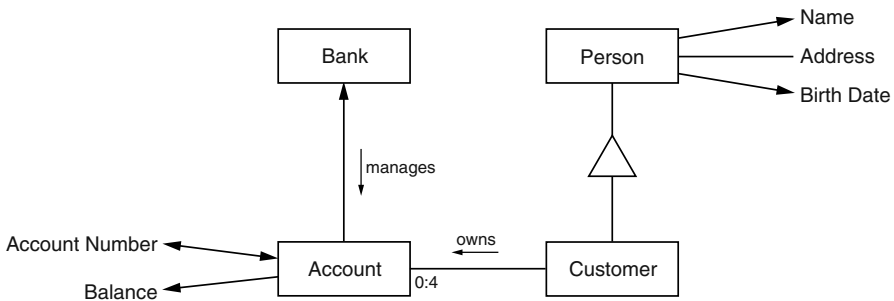 Name
Bank
Person
Address
Birth Date
manages
Account Number
owns
Account
Customer
0:4
Balance